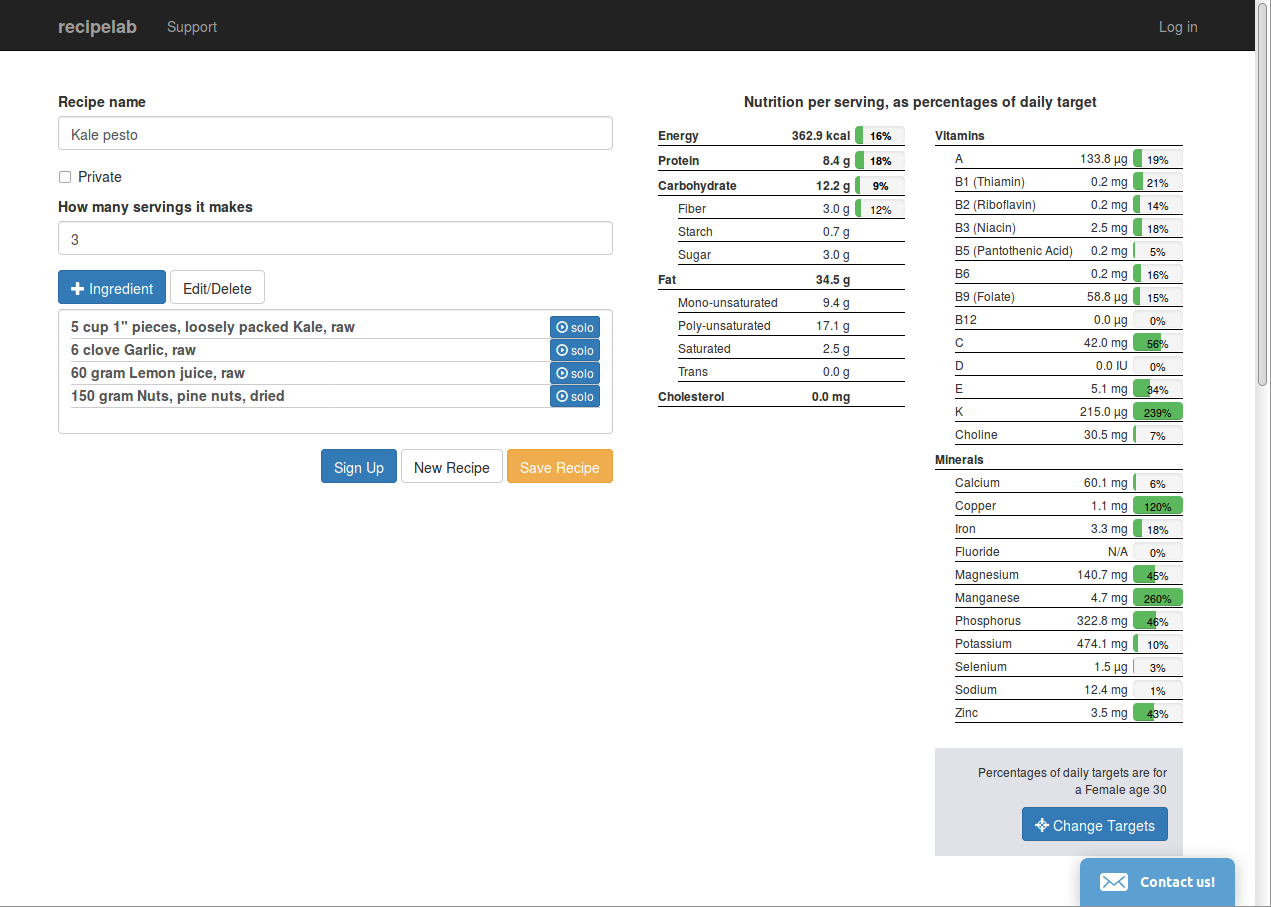 recipelab Support Log in
Recipe name
Kale pesto
Private
How many servings it makes
3
Ingredient Edit/Delete
5 cup 1" pieces, loosely packed Kale, raw solo
6 clove Garlic, raw solo
60 gram Lemon juice, raw solo
150 gram Nuts, pine nuts, dried solo
Sign Up New Recipe Save Recipe
Nutrition per serving, as percentages of daily target
Energy 362.9 kcal 16%
Protein 8.4 g 18%
Carbohydrate 12.2 g 9%
Fiber 3.0 g 12%
Starch 0.7 g
Sugar 3.0 g
Fat 34.5 g
Mono-unsaturated 9.4 g
Poly-unsaturated 17.1 g
Saturated 2.5 g
Trans 0.0 g
Cholesterol 0.0 mg
Vitamins
A 133.8 µg 19%
B1 (Thiamin) 0.2 mg 21%
B2 (Riboflavin) 0.2 mg 14%
B3 (Niacin) 2.5 mg 18%
B5 (Pantothenic Acid) 0.2 mg 5%
B6 0.2 mg 16%
B9 (Folate) 58.8 µg 15%
B12 0.0 µg 0%
C 42.0 mg 56%
D 0.0 IU 0%
E 5.1 mg 34%
K 215.0 µg 239%
Choline 30.5 mg 7%
Minerals
Calcium 60.1 mg 6%
Copper 1.1 mg 120%
Iron 3.3 mg 18%
Fluoride N/A 0%
Magnesium 140.7 mg 45%
Manganese 4.7 mg 260%
Phosphorus 322.8 mg 46%
Potassium 474.1 mg 10%
Selenium 1.5 µg 3%
Sodium 12.4 mg 1%
Zinc 3.5 mg 43%
Percentages of daily targets are for
a Female age 30
Change Targets
Contact us!